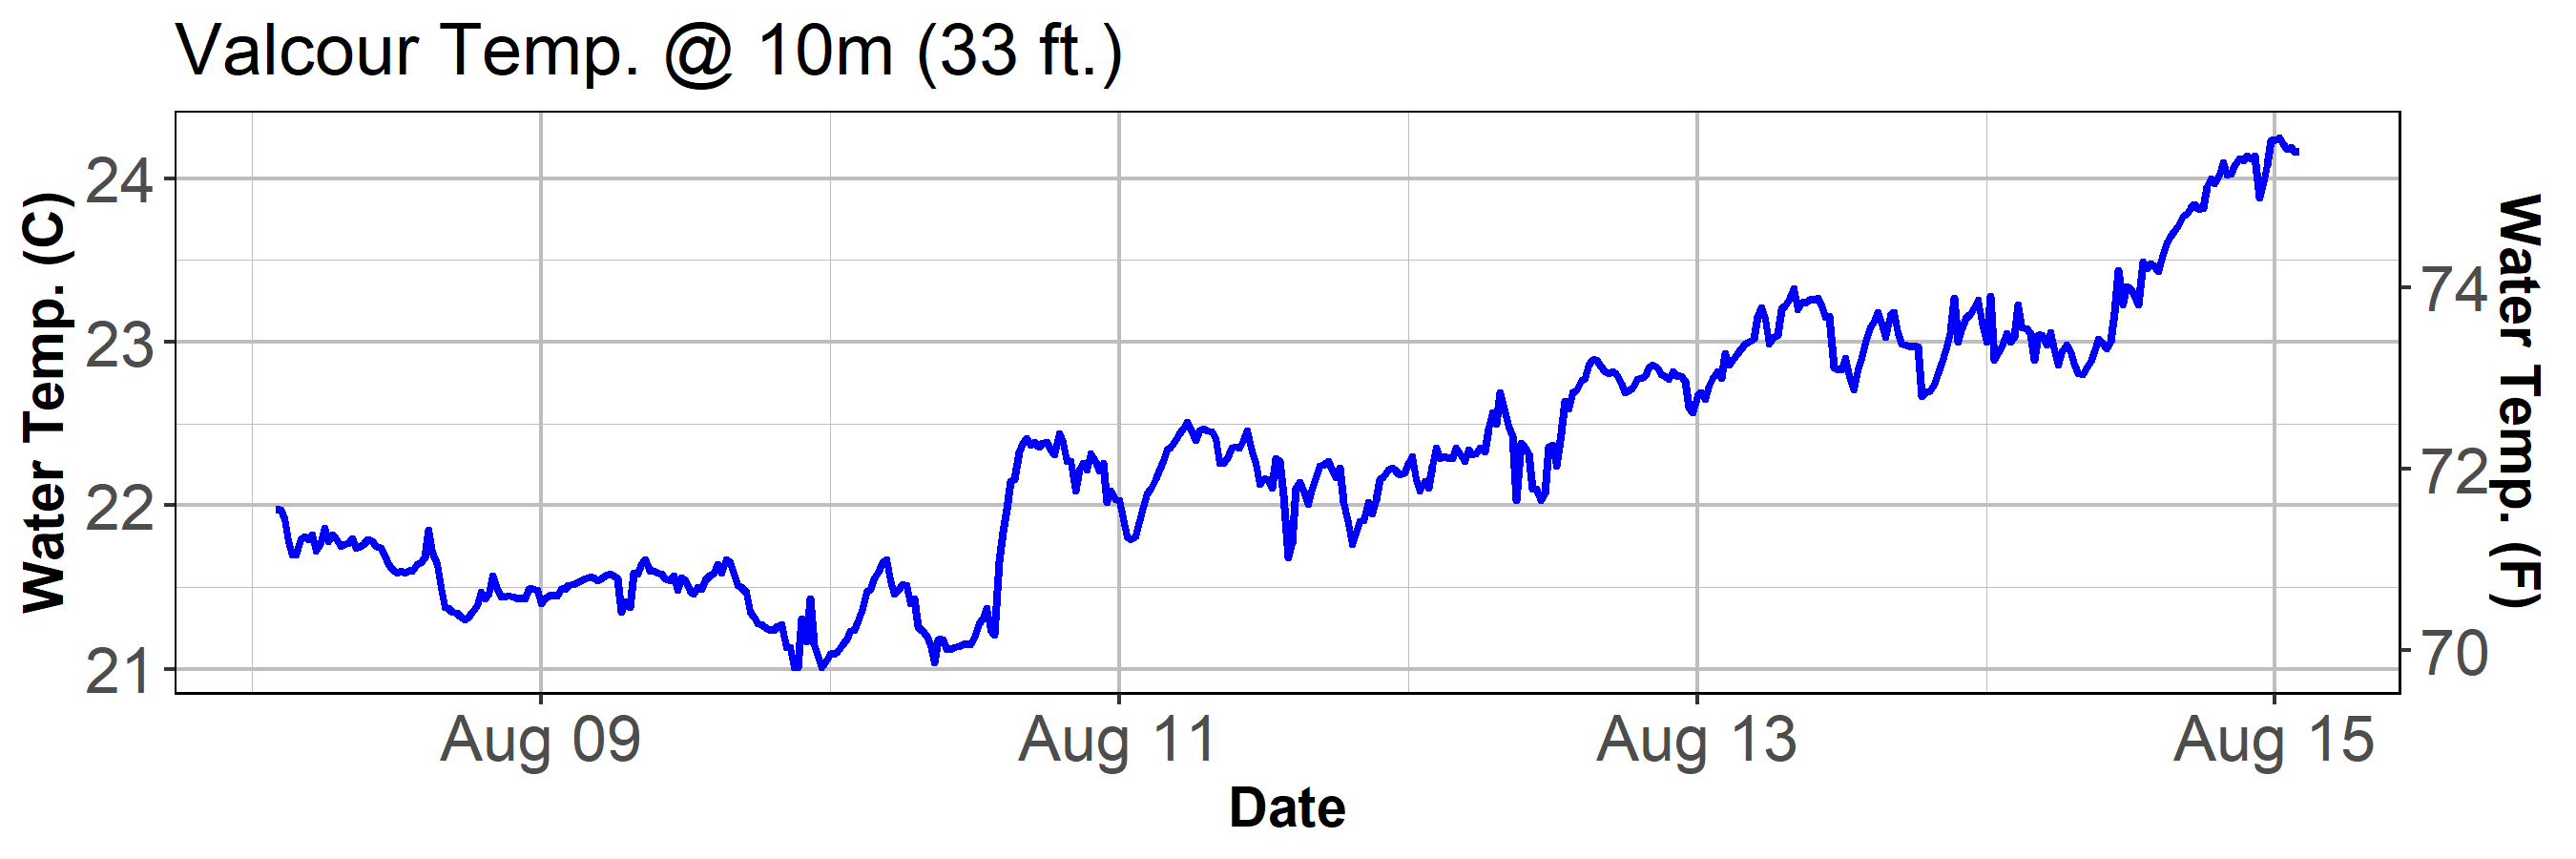 Valcour Temp. @ 10m (33 ft.)
Water Temp. (C)
24
23
22
21
74
72
70
Water Temp. (F)
Aug 09
Aug 11
Aug 13
Aug 15
Date